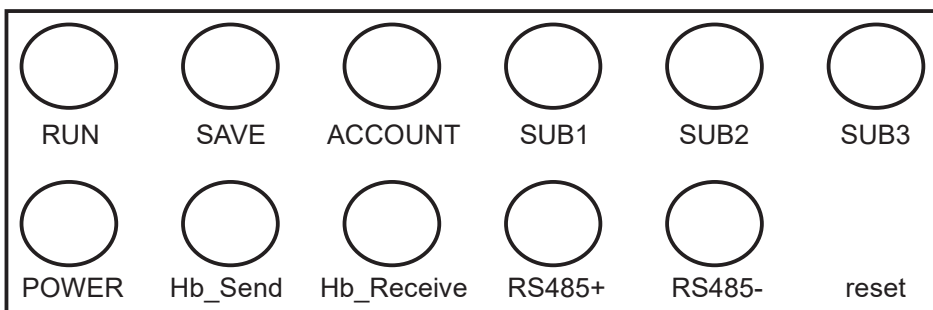 RUN SAVE ACCOUNT SUB1 SUB2 SUB3
POWER Hb_Send Hb_Receive RS485+ RS485- reset